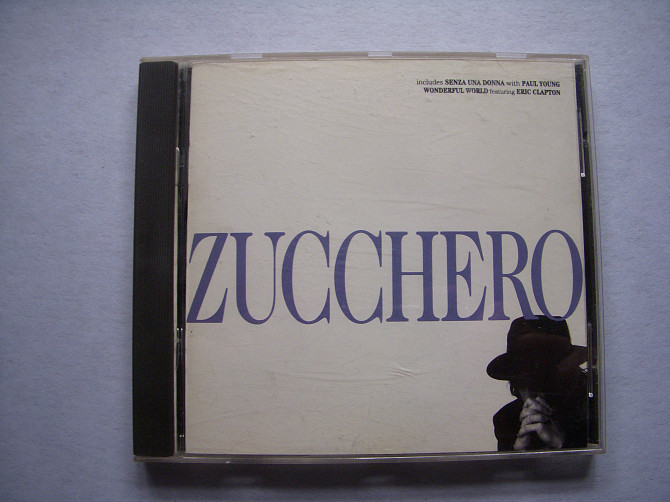 includes SENZA UNA DONNA with PAUL YOUNG
WONDERFUL WORLD featuring ERIC CLAPTON
ZUCCHERO